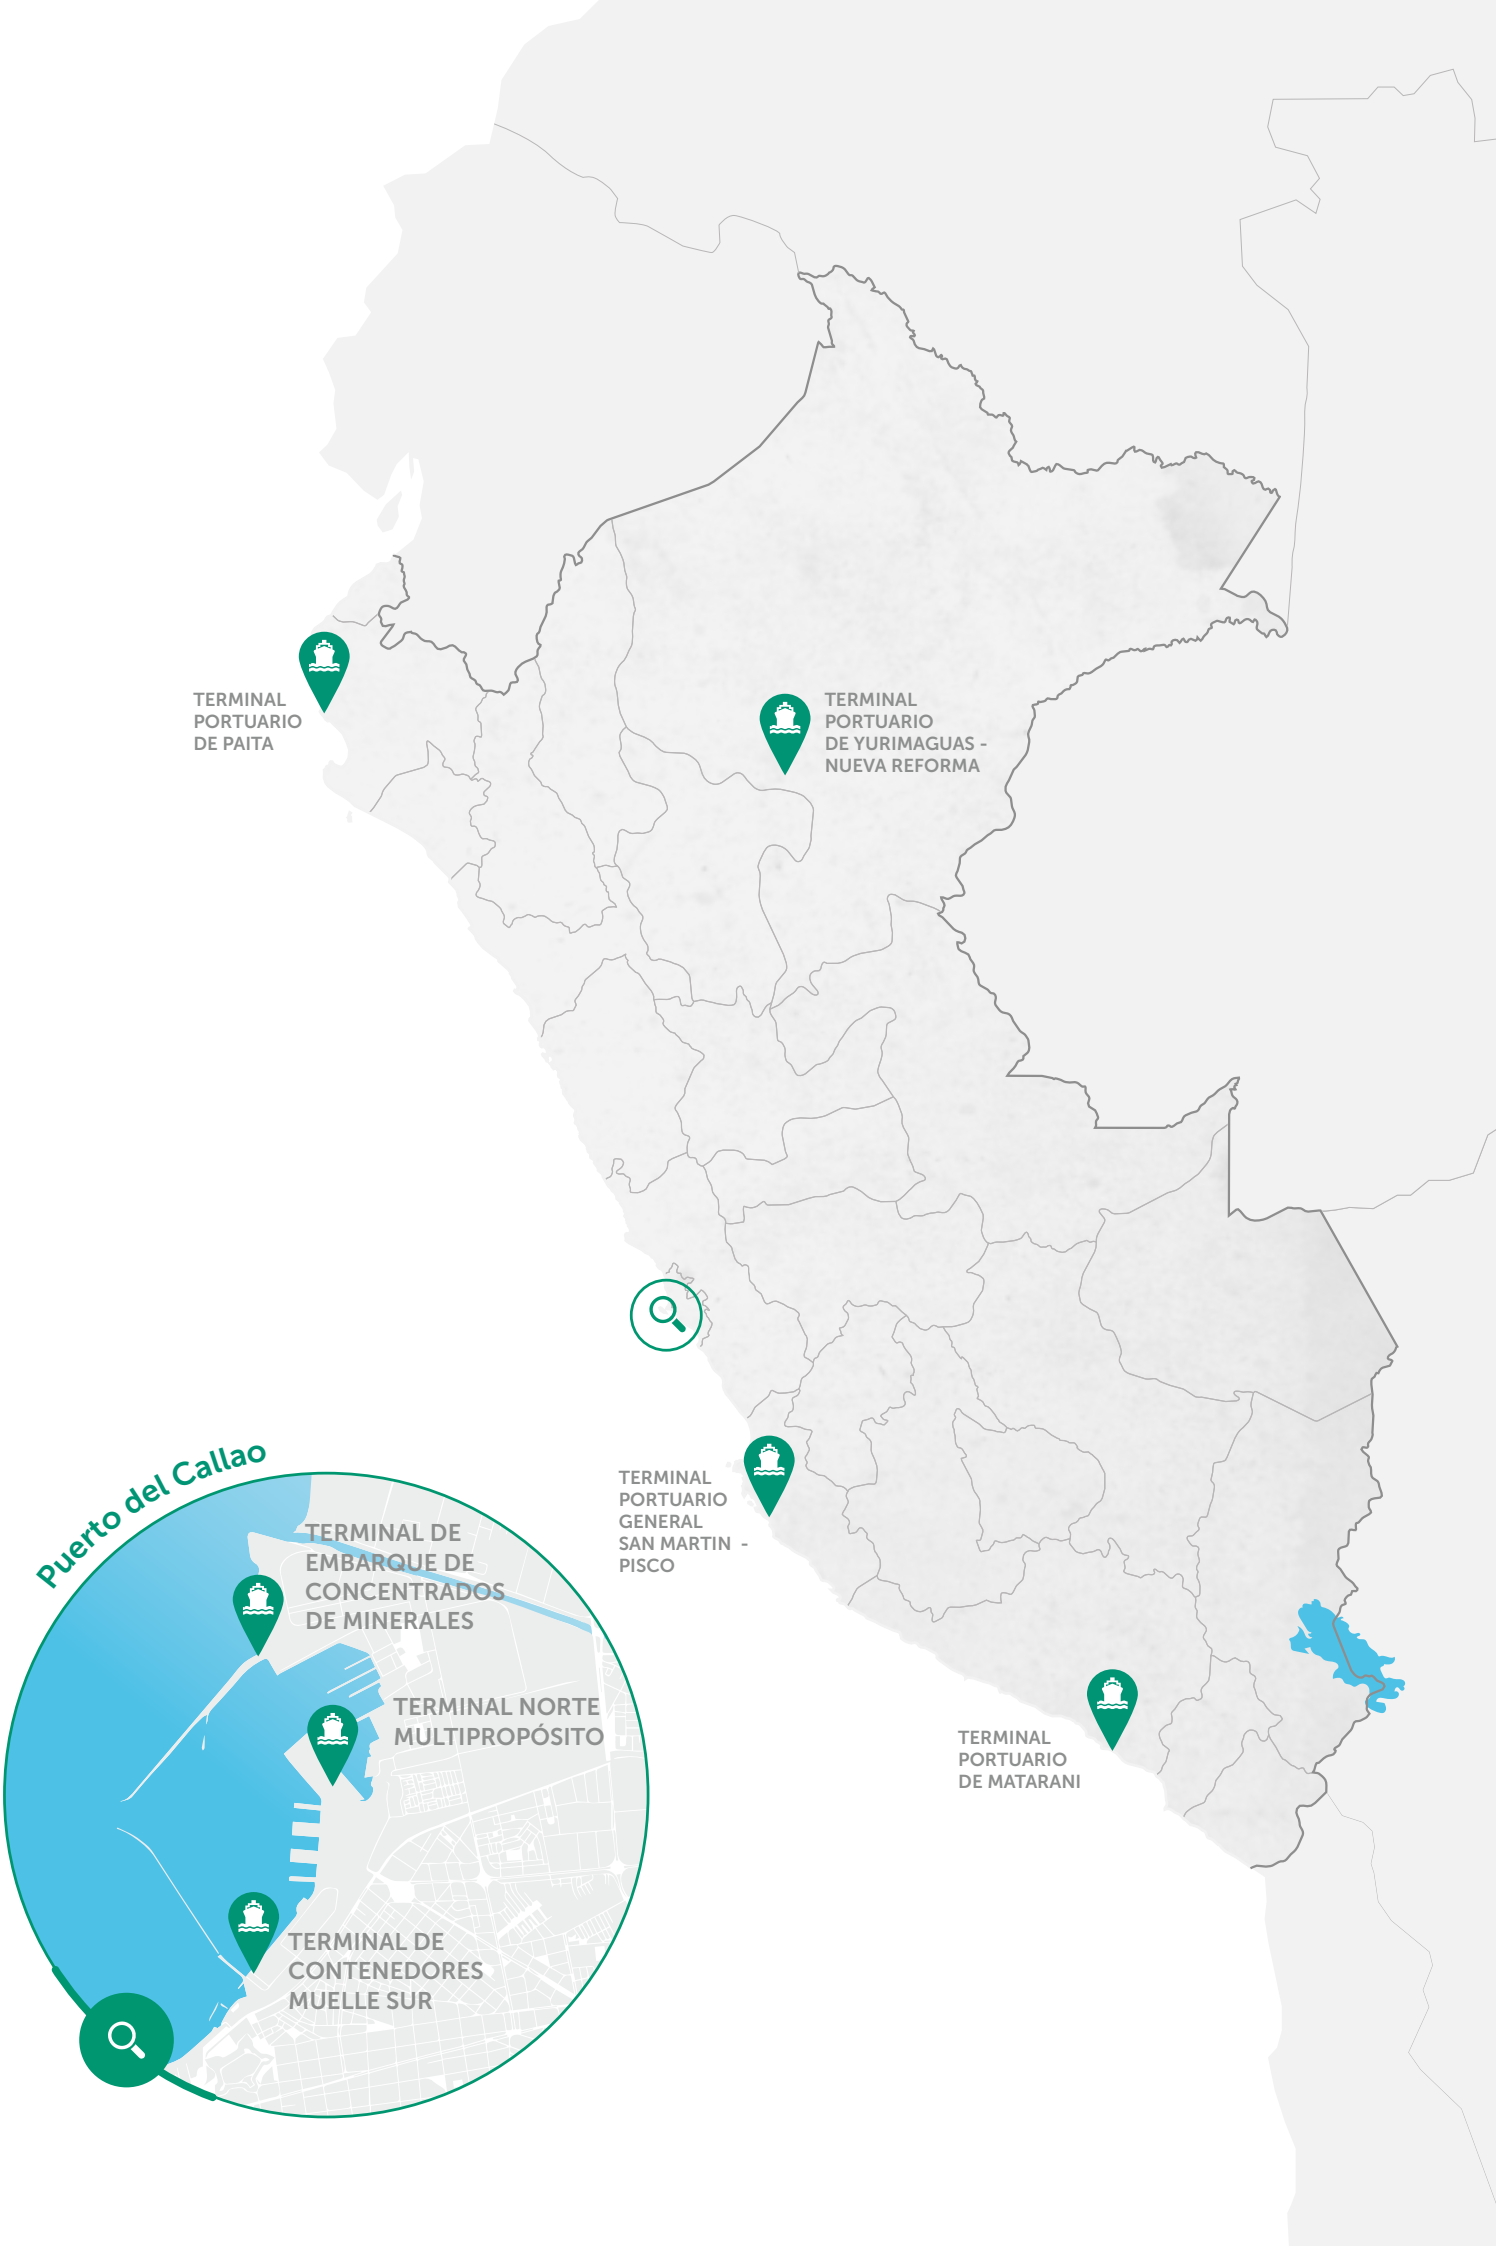 TERMINAL
PORTUARIO
DE PAITA
TERMINAL
PORTUARIO
DE YURIMAGUAS -
NUEVA REFORMA
TERMINAL
PORTUARIO
GENERAL
SAN MARTIN -
PISCO
TERMINAL
PORTUARIO
DE MATARANI
Puerto del Callao
TERMINAL DE
EMBARQUE DE
CONCENTRADOS
DE MINERALES
TERMINAL NORTE
MULTIPROPÓSITO
TERMINAL DE
CONTENEDORES
MUELLE SUR